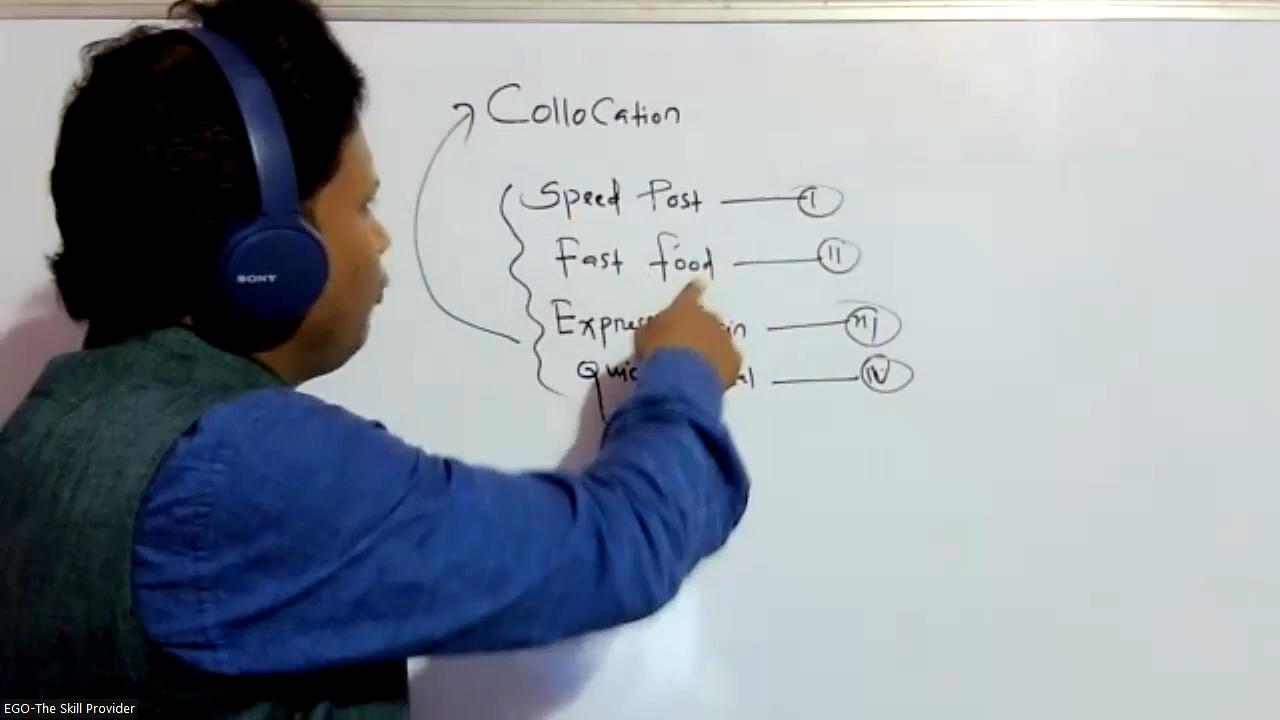 Collocation
Speed Post I
Fast food II
III
IV
SONY
EGO-The Skill Provider